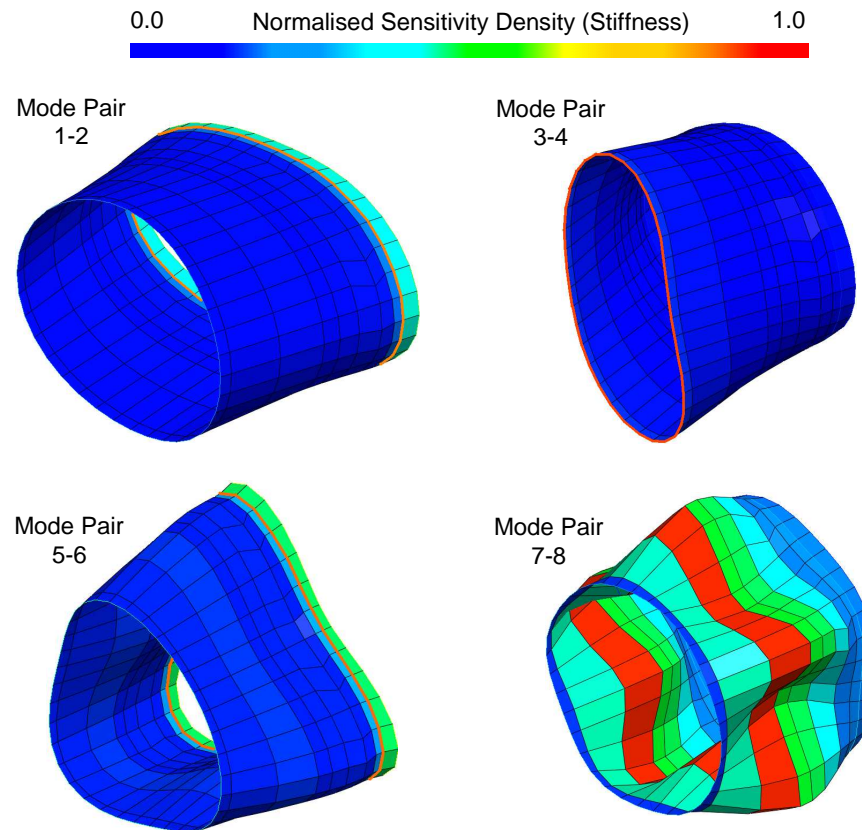 0.0 Normalised Sensitivity Density (Stiffness) 1.0
Mode Pair
1-2
Mode Pair
3-4
Mode Pair
5-6
Mode Pair
7-8